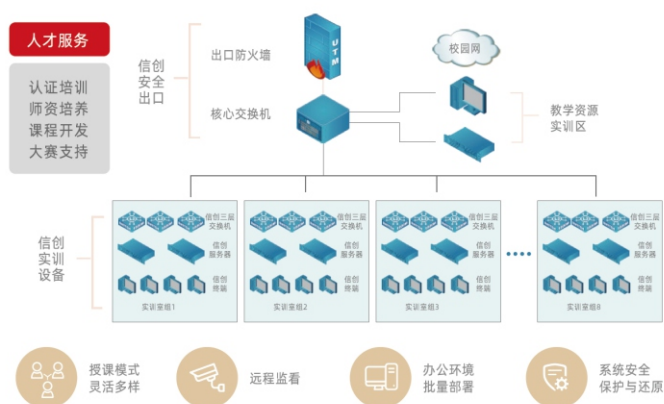 人才服务
认证培训
师资培养
课程开发
大赛支持
信创
安全
出口
出口防火墙
UTM
核心交换机
校园网
教学资源
实训区
信创
实训
设备
信创三层
交换机
信创
服务器
信创
终端
实训室组1
信创三层
交换机
信创
服务器
信创
终端
实训室组2
信创三层
交换机
信创
服务器
信创
终端
实训室组3
信创三层
交换机
信创
服务器
信创
终端
实训室组8
授课模式
灵活多样
远程监看
办公环境
批量部署
系统安全
保护与还原